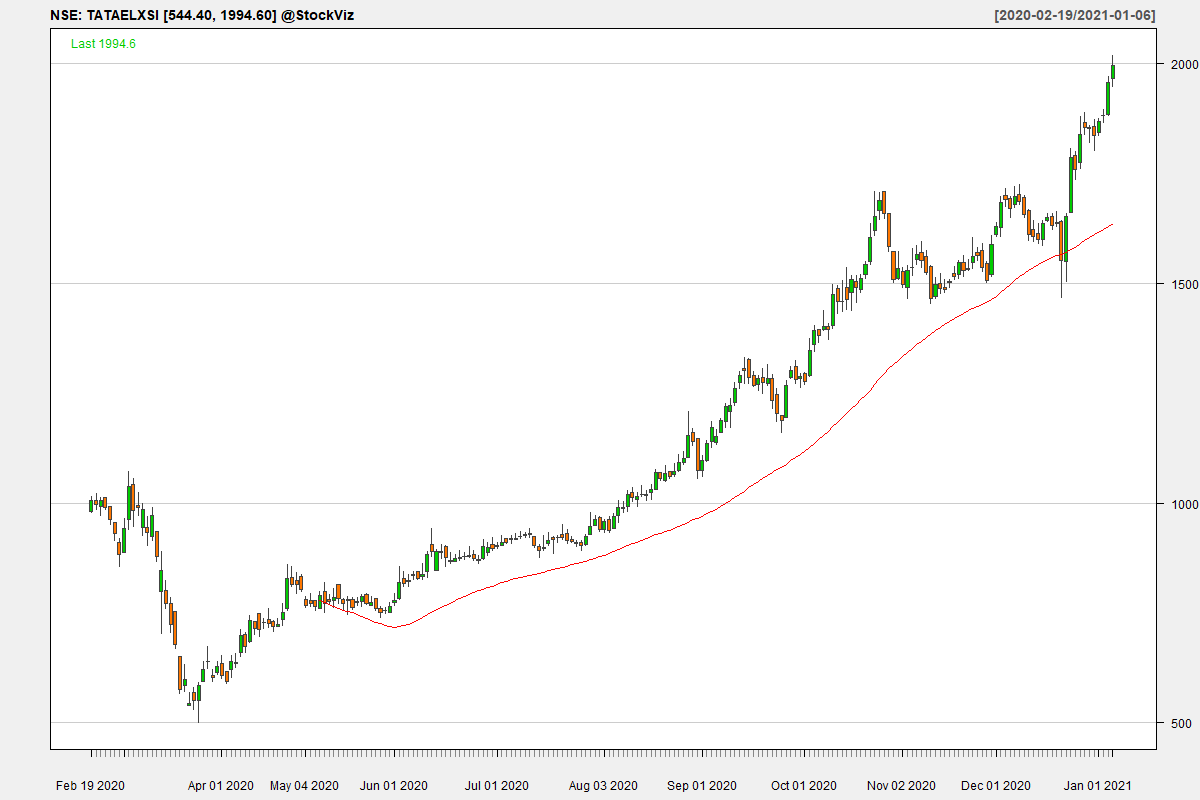 NSE: TATAELXSI [544.40, 1994.60] @StockViz [2020-02-19/2021-01-06]
Last 1994.6
2000
1500
1000
500
Feb 19 2020 Apr 01 2020 May 04 2020 Jun 01 2020 Jul 01 2020 Aug 03 2020 Sep 01 2020 Oct 01 2020 Nov 02 2020 Dec 01 2020 Jan 01 2021